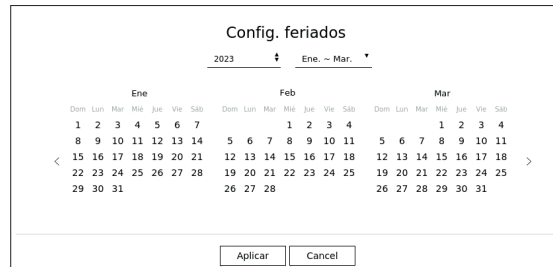 Config. feriados
2023 Ene. ~ Mar.
Ene
Dom Lun Mar Mié Jue Vie Sáb
1 2 3 4 5 6 7
8 9 10 11 12 13 14
15 16 17 18 19 20 21
22 23 24 25 26 27 28
29 30 31
Feb
Dom Lun Mar Mié Jue Vie Sáb
1 2 3 4
5 6 7 8 9 10 11
12 13 14 15 16 17 18
19 20 21 22 23 24 25
26 27 28
Mar
Dom Lun Mar Mié Jue Vie Sáb
1 2 3 4
5 6 7 8 9 10 11
12 13 14 15 16 17 18
19 20 21 22 23 24 25
26 27 28 29 30 31
Aplicar Cancel